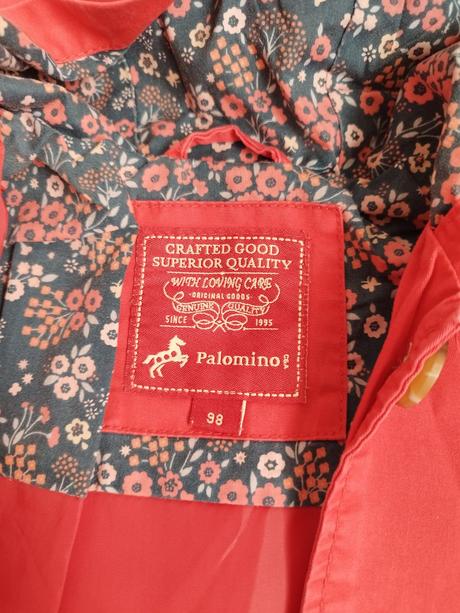 CRAFTED GOOD
SUPERIOR QUALITY
WITH LOVING CARE
ORIGINAL GOODS
GENUINE QUALITY
SINCE 1995
Palomino C&A
98